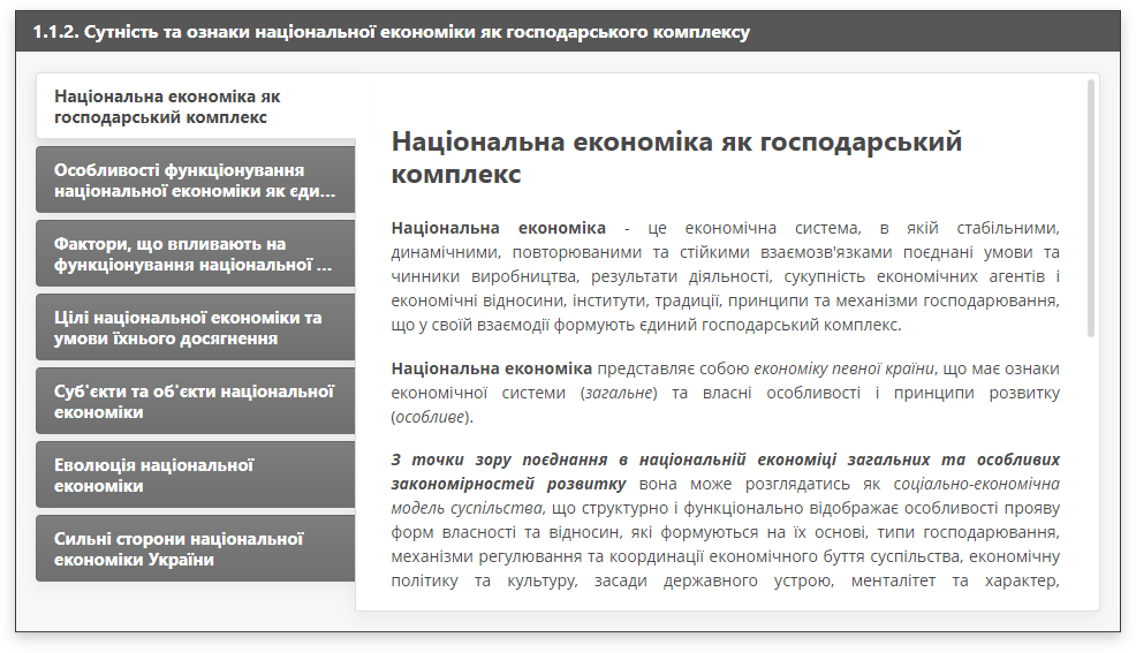 1.1.2. Сутність та ознаки національної економіки як господарського комплексу
Національна економіка як
господарський комплекс
Особливості функціонування
національної економіки як єди...
Фактори, що впливають на
функціонування національної ...
Цілі національної економіки та
умови їхнього досягнення
Суб'єкти та об'єкти національної
економіки
Еволюція національної
економіки
Сильні сторони національної
економіки України
Національна економіка як господарський
комплекс
Національна економіка - це економічна система, в якій стабільними,
динамічними, повторюваними та стійкими взаємозв'язками поєднані умови та
чинники виробництва, результати діяльності, сукупність економічних агентів і
економічні відносини, інститути, традиції, принципи та механізми господарювання,
що у своїй взаємодії формують єдиний господарський комплекс.
Національна економіка представляє собою економіку певної країни, що має ознаки
економічної системи (загальне) та власні особливості і принципи розвитку
(особливе).
З точки зору поєднання в національній економіці загальних та особливих
закономірностей розвитку вона може розглядатись як соціально-економічна
модель суспільства, що структурно і функціонально відображає особливості прояву
форм власності та відносин, які формуються на їх основі, типи господарювання,
механізми регулювання та координації економічного буття суспільства, економічну
політику та культуру, засади державного устрою, менталітет та характер,